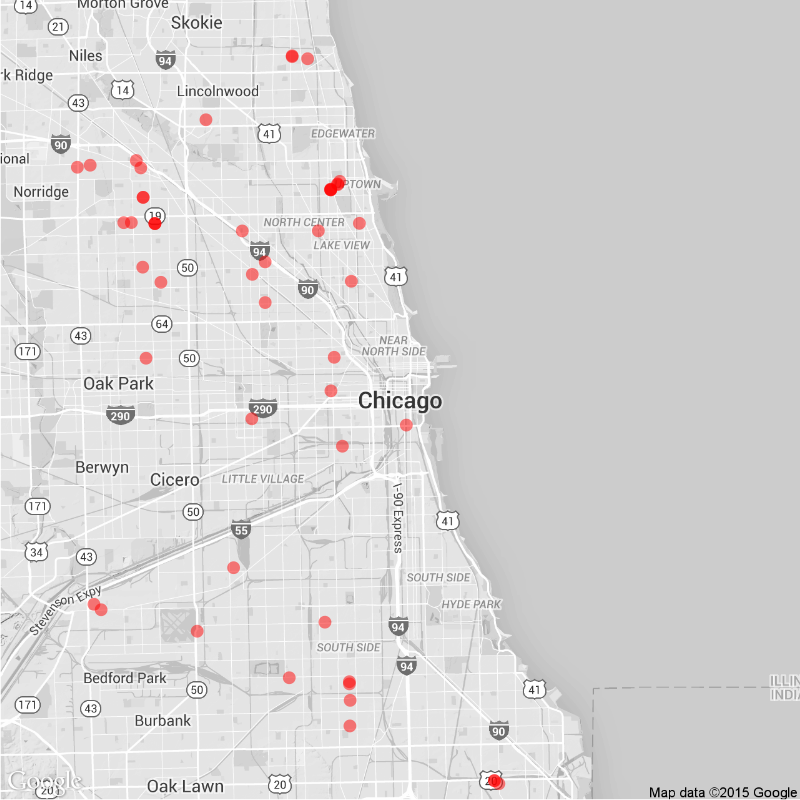 Morton Grove
14
21
Skokie
Niles
94
rk Ridge
14
Lincolnwood
43
41
EDGEWATER
90
ional
Norridge
PTOWN
19
NORTH CENTER
LAKE VIEW
94
50
41
90
64
43
NEAR
NORTH SIDE
171
50
Oak Park
290
290
Chicago
Berwyn
Cicero
LITTLE VILLAGE
171
50
I-90 Express
41
55
34
43
SOUTH SIDE
Stevenson Expy
HYDE PARK
94
SOUTH SIDE
94
Bedford Park
50
41
ILLIN
INDIA
171
43
Burbank
90
Google
20
Oak Lawn
20
20
Map data ©2015 Google